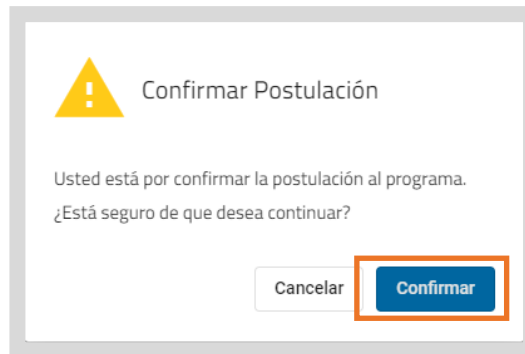 Confirmar Postulación
Usted está por confirmar la postulación al programa.
¿Está seguro de que desea continuar?
Cancelar
Confirmar